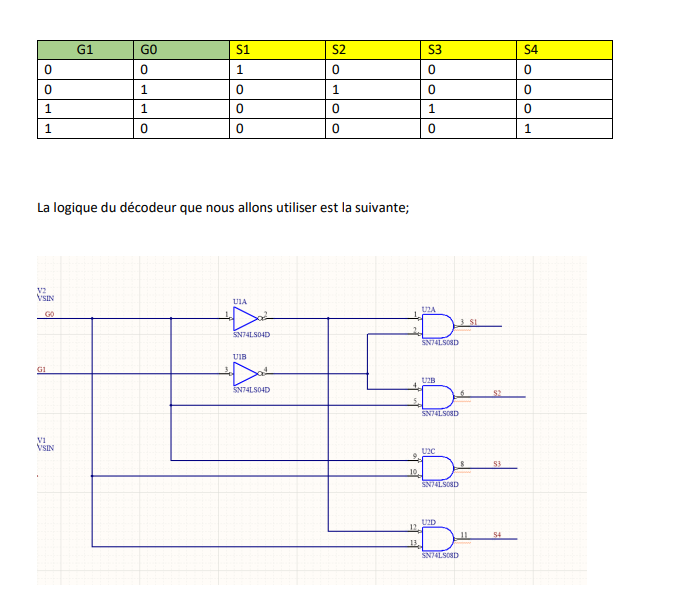 G1 G0 S1 S2 S3 S4
0 0 1 0 0 0
0 1 0 1 0 0
1 1 0 0 1 0
1 0 0 0 0 1
La logique du décodeur que nous allons utiliser est la suivante;
V2
VSIN
G0
U1A
1 2
SN74LS04D
U2A
1
2
3 S1
SN74LS08D
U1B
G1
3 4
SN74LS04D
U2B
4
5
6 S2
SN74LS08D
V1
VSIN
U2C
9
10
8 S3
SN74LS08D
U2D
12
13
11 S4
SN74LS08D